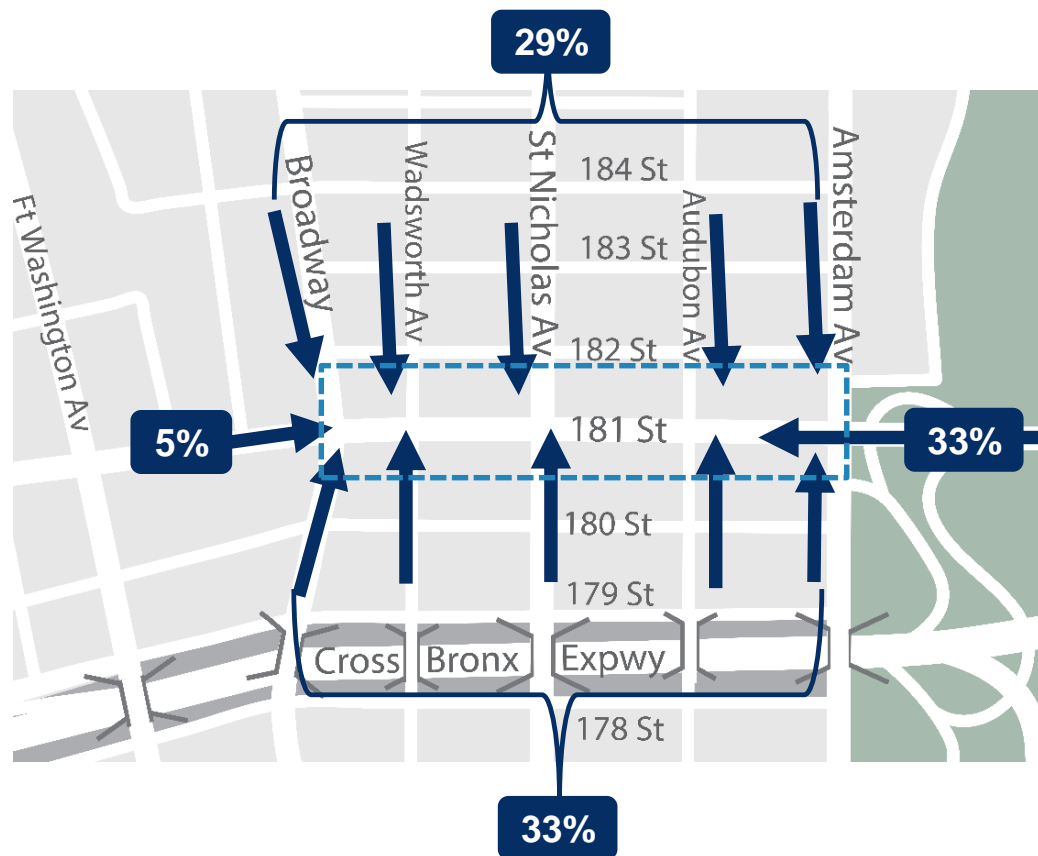 29%
184 St
Broadway
Wadsworth Av
St Nicholas Av
Audubon Av
Amsterdam Av
Ft Washington Av
183 St
182 St
5%
181 St
33%
180 St
179 St
Cross Bronx Expwy
178 St
33%